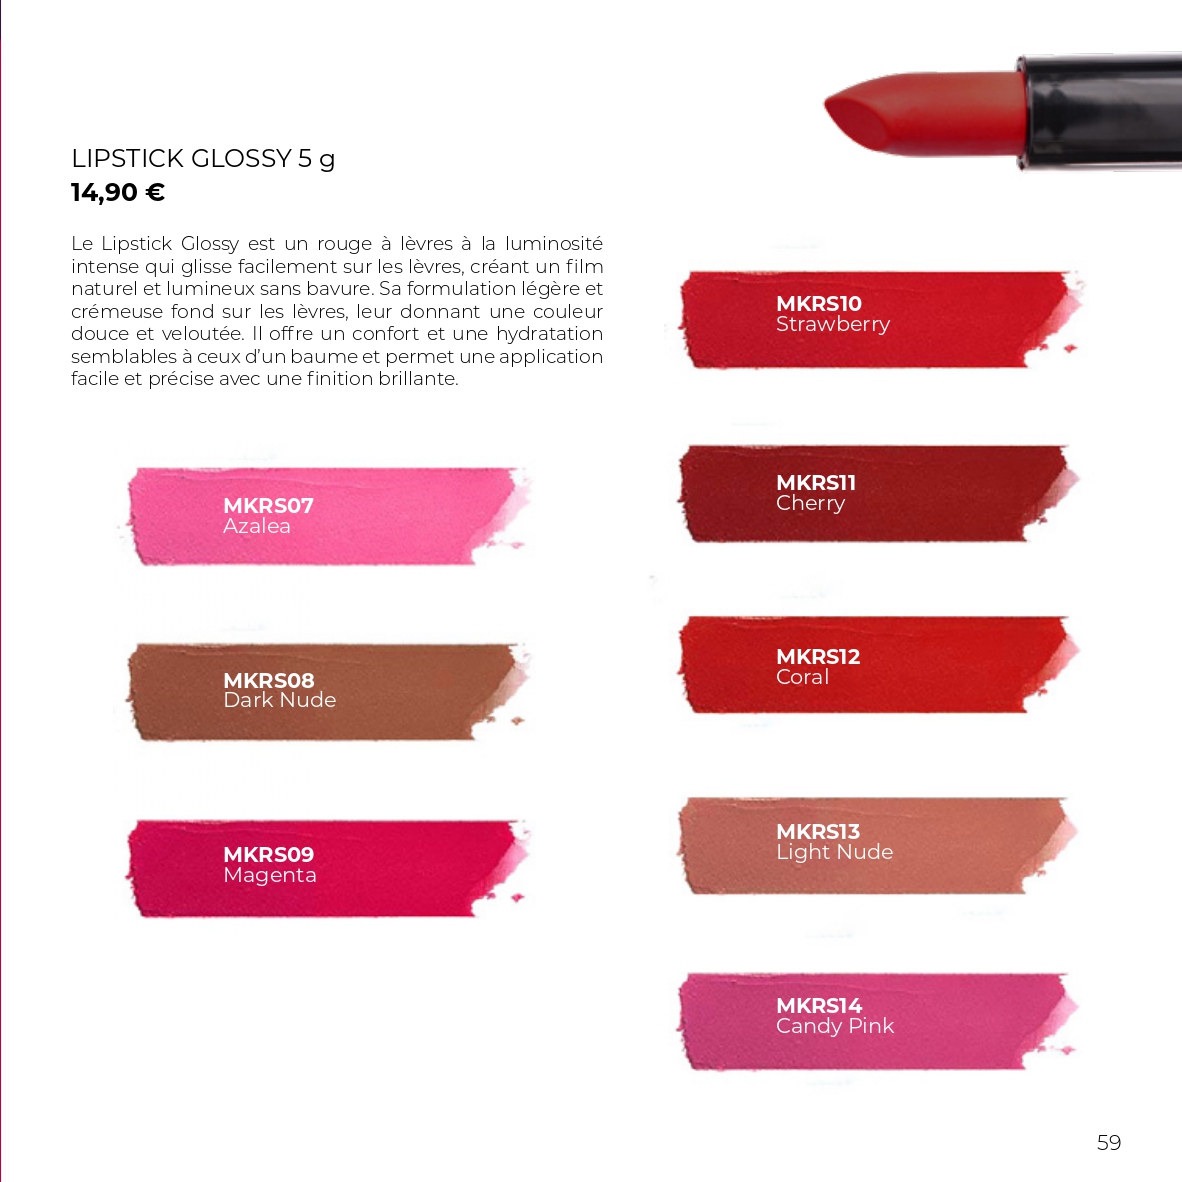 LIPSTICK GLOSSY 5 g
14,90 €
Le Lipstick Glossy est un rouge à lèvres à la luminosité
intense qui glisse facilement sur les lèvres, créant un film
naturel et lumineux sans bavure. Sa formulation légère et
crémeuse fond sur les lèvres, leur donnant une couleur
douce et veloutée. Il offre un confort et une hydratation
semblables à ceux d’un baume et permet une application
facile et précise avec une finition brillante.
MKRS07
Azalea
MKRS08
Dark Nude
MKRS09
Magenta
MKRS10
Strawberry
MKRS11
Cherry
MKRS12
Coral
MKRS13
Light Nude
MKRS14
Candy Pink
59